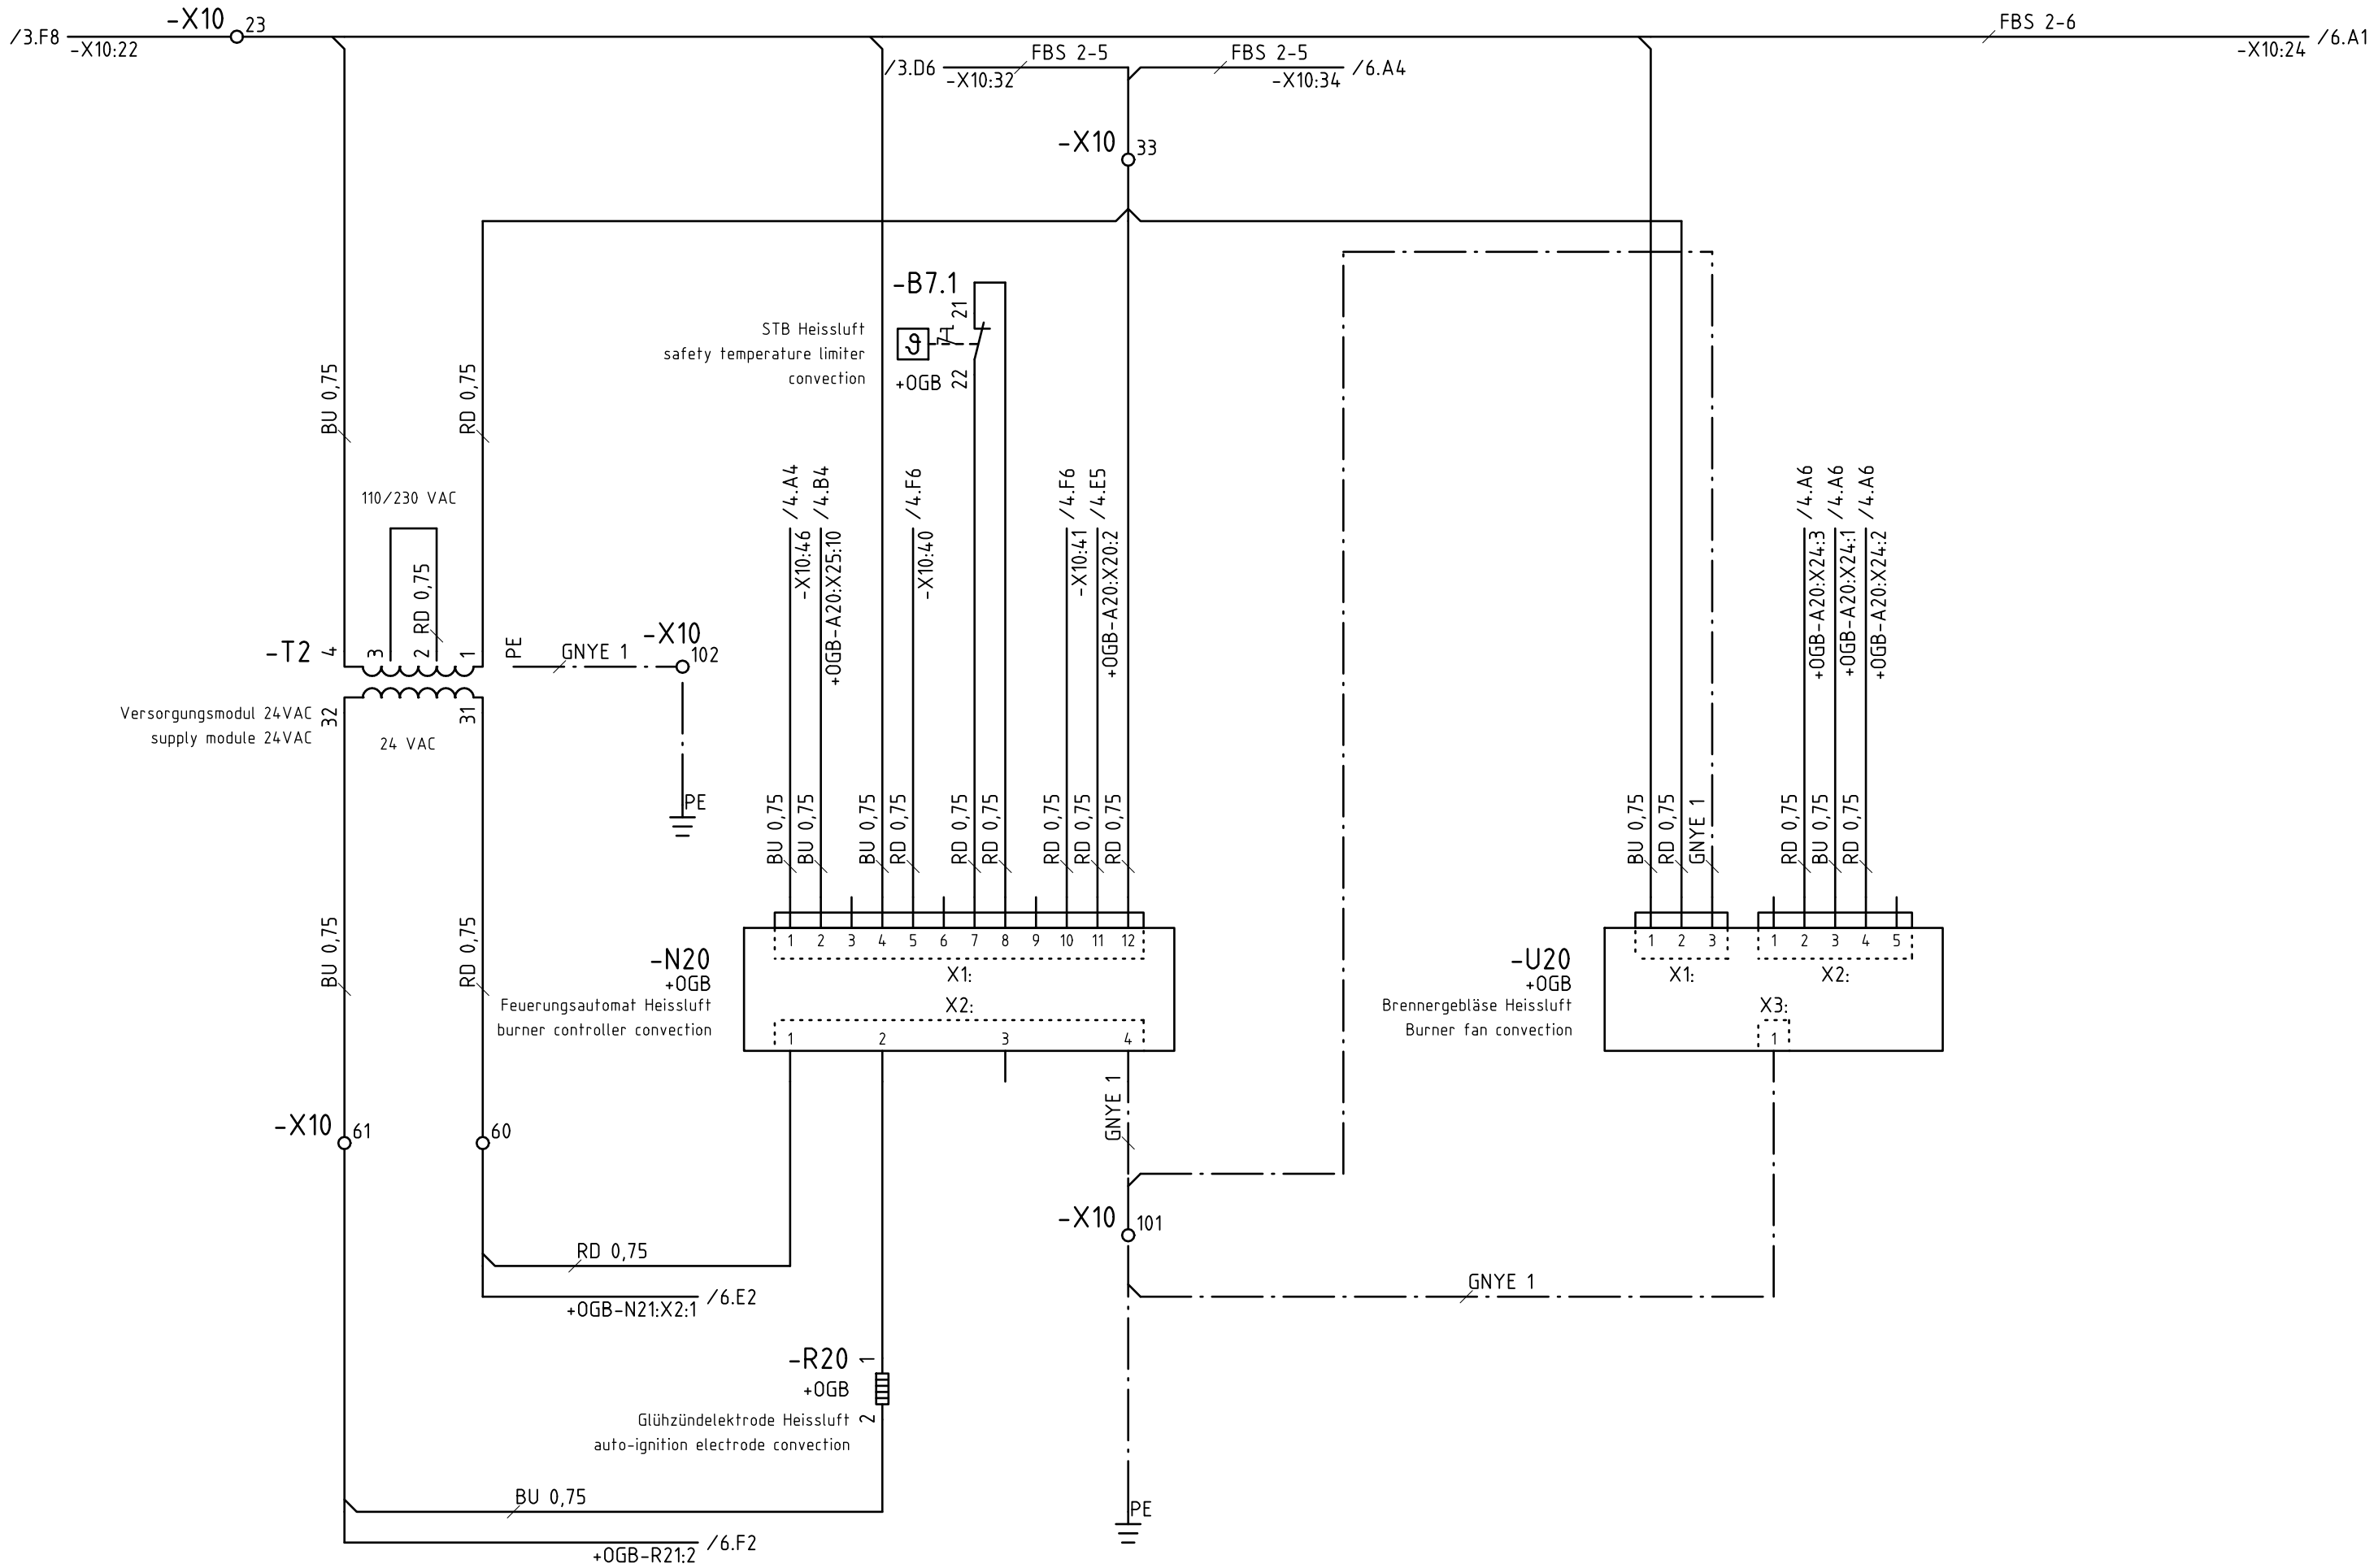 /3.F8
-X10:22
-X10
23
FBS 2-6
-X10:24
/6.A1
/3.D6
-X10:32
FBS 2-5
FBS 2-5
-X10:34
/6.A4
-X10
33
-B7.1
21
22
STB Heissluft
safety temperature limiter
convection
ϑ
+OGB
BU 0,75
RD 0,75
110/230 VAC
RD 0,75
-T2
4
3
2
1
PE
GNYE 1
-X10
102
PE
32
31
Versorgungsmodul 24VAC
supply module 24VAC
24 VAC
/4.A4
/4.B4
/4.F6
/4.F6
/4.E5
-X10:46
+OGB-A20:X25:10
-X10:40
-X10:41
+OGB-A20:X20:2
/4.A6
/4.A6
/4.A6
+OGB-A20:X24:3
+OGB-A20:X24:1
+OGB-A20:X24:2
BU 0,75
BU 0,75
BU 0,75
RD 0,75
RD 0,75
RD 0,75
RD 0,75
RD 0,75
RD 0,75
BU 0,75
RD 0,75
GNYE 1
RD 0,75
BU 0,75
RD 0,75
BU 0,75
RD 0,75
-N20
+OGB
Feuerungsautomat Heissluft
burner controller convection
1 2 3 4 5 6 7 8 9 10 11 12
X1:
X2:
1 2 3 4
-U20
+OGB
Brennergebläse Heissluft
Burner fan convection
1 2 3
X1:
1 2 3 4 5
X2:
X3:
1
-X10
61
60
GNYE 1
-X10
101
RD 0,75
/6.E2
+OGB-N21:X2:1
GNYE 1
-R20
1
+OGB
2
Glühzündelektrode Heissluft
auto-ignition electrode convection
BU 0,75
PE
/6.F2
+OGB-R21:2